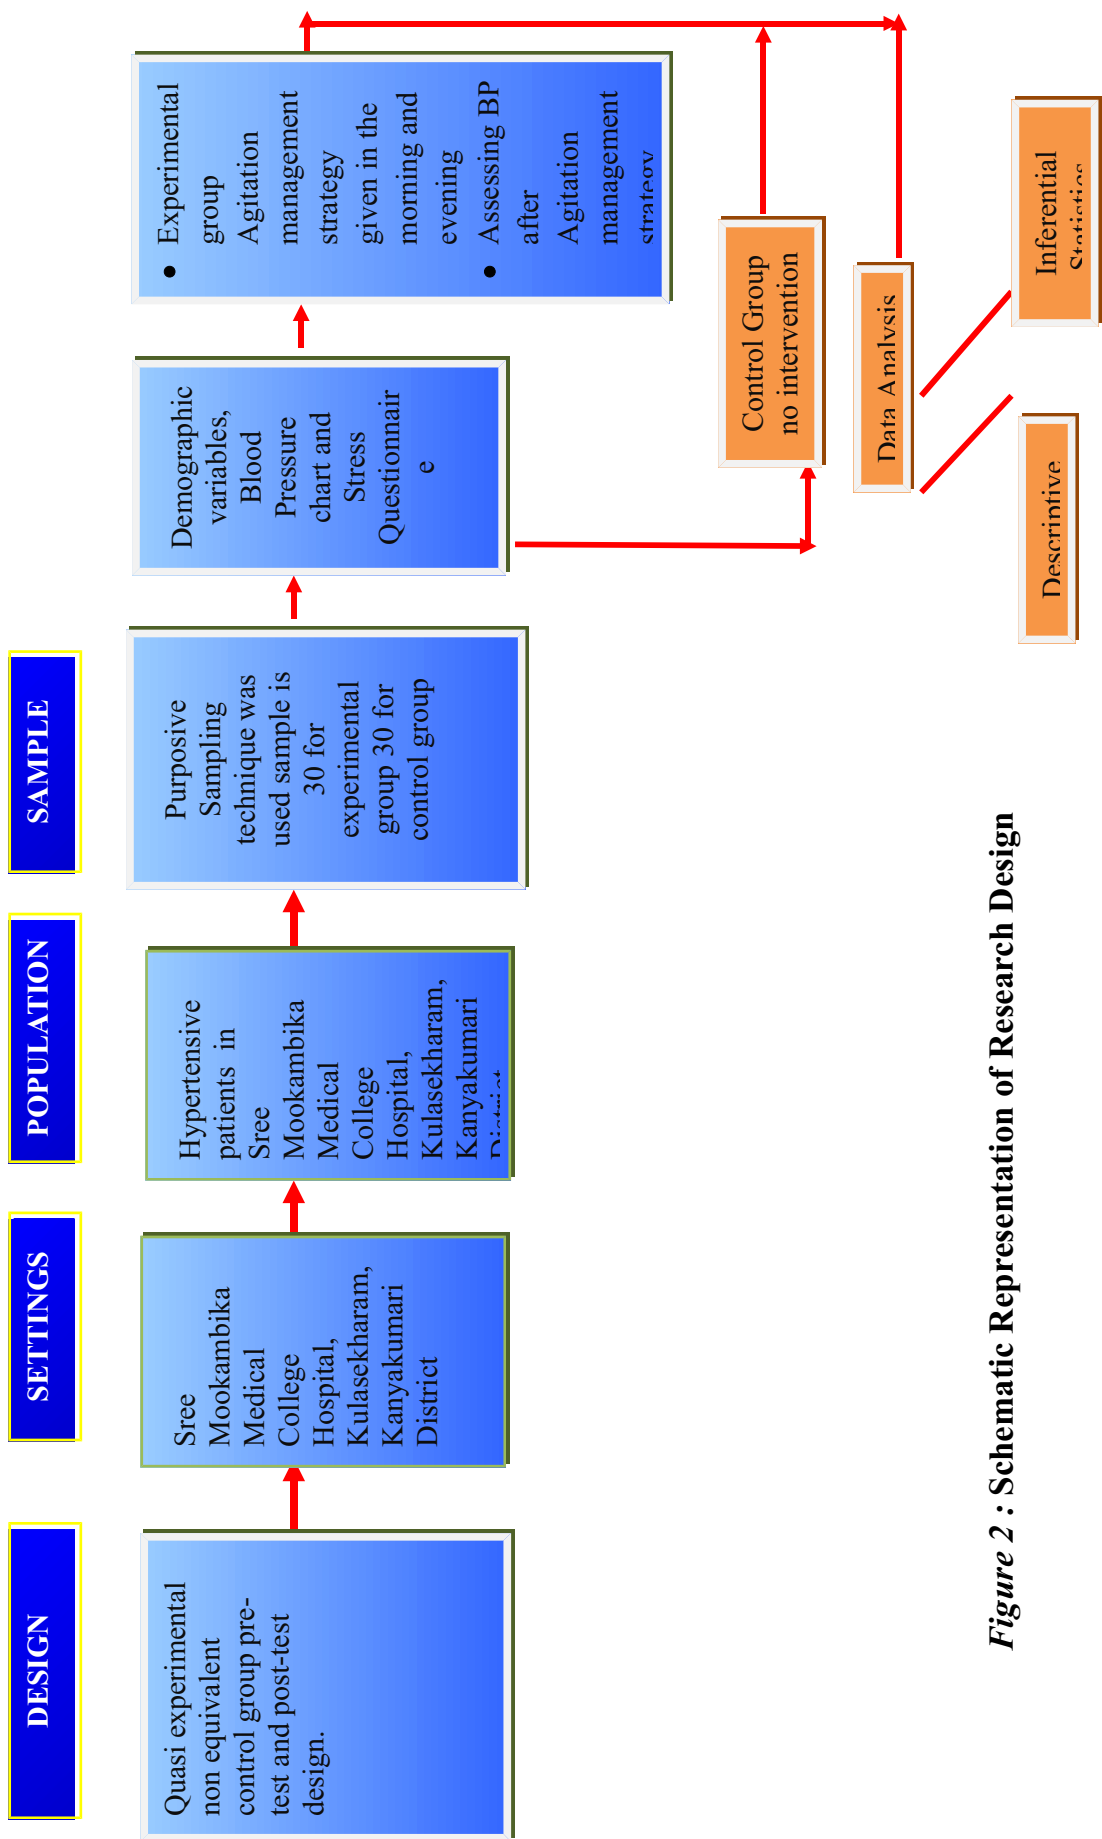 DESIGN
SETTINGS
POPULATION
SAMPLE
Quasi experimental
non equivalent
control group pre-
test and post-test
design.
Sree
Mookambika
Medical
College
Hospital,
Kulasekharam,
Kanyakumari
District
Hypertensive
patients in
Sree
Mookambika
Medical
College
Hospital,
Kulasekharam,
Kanyakumari
District
Purposive
Sampling
technique was
used sample is
30 for
experimental
group 30 for
control group
Demographic
variables,
Blood
Pressure
chart and
Stress
Questionnair
e
● Experimental
group
Agitation
management
strategy
given in the
morning and
evening
● Assessing BP
after
Agitation
management
strategy
Control Group
no intervention
Data Analysis
Descriptive
Inferential
Statistics
Figure 2 : Schematic Representation of Research Design